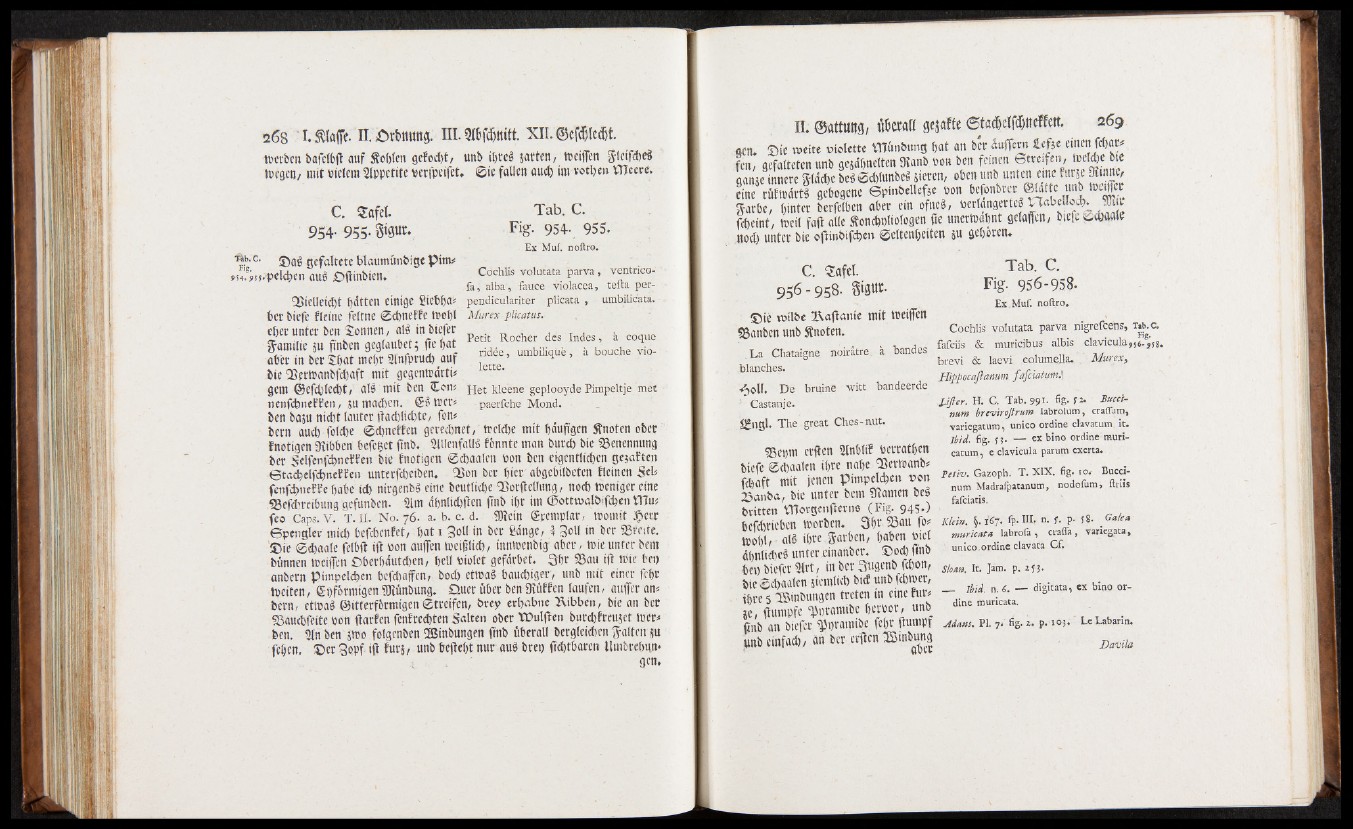 268 I. Klasse. II. Ordnung. III. Abschnitt. XII. Geschlecht.
werden daselbst auf Kohlen gekocht, und ihres zarten, weissen Fleisches
wegen, mit vielem Appetite verspeiset. Sie fallen auch im rothen Meere.
C. Tafel.
954. 955. Figur.
Tab. C.
Fig.
954. 955.
Das gefaltete blaumündige Pim-
pelchen aus Ostindien.
Vielleicht hätten einige Liebha-
ber diese kleine seltne Schnekke wohl
eher unter den Tonnen, als in dieser
Familie zu finden geglaubet; sie hat
aber in der That mehr Anspruch auf
die Verwandschaft mit gegenwärti-
gem Geschlecht, als mit den Ton-
nenschnekken, zu machen. Es wer-
den dazu nicht lauter stachlichte, son-
Tab. C.
Fig. 954. 955.
Ex Mus. nostro.
Cochlis volutata parva, ventrico-
sa, alba, fauce violacea, testa per-
pendiculariter plicata, umbilicata.
Murex plicatus.
Petit Rocher des Indes, à coque
ridée, umbiliquè, à bouche vio-
lette.
Het kleene geplooyde Pimpeltje met
paersche Mond.
dern auch solche Schnekken gerechnet, welche mit häufigen Knoten oder
knotigen Ribben besezet sind. Allenfalls könnte man durch die Benennung
der Felsenschnekken die knotigen Schaalen von den eigentlichen gezakten
Stachelschnekken unterscheiden. Von der hier abgebildeten kleinen Fel-
senschnekke habe ich nirgends eine deutliche Vorstellung, noch weniger eine
Beschreibung gefunden. Am ähnlichsten sind ihr im Gottwaldschen Mu-
seo Caps. V. T. II. No. 76. a. b. c. d. Mein Exemplar, womit Herr
Spengler mich beschenket, hat 1 Zoll in der Länge, ¾ Zoll in der Breite.
Die Schaale selbst ist von aussen weißlich, innwendig aber, wie unter dem
dünnen weissen Oberhäutchen, hell violet gefärbet. Ihr Bau ist wie bey
andern Pimpelchen beschaffen, doch etwas bauchiger, und mit einer sehr
weiten, Eyförmigen Mündung. Quer über den Rükken laufen, ausser an-
dern, etwas Gitterförmigen Streifen, drey erhabne Ribben, die an der
Bauchseite von starken senkrechten Falten oder Wulsten durchkreuzet wer-
den. An den zwo folgenden Windungen sind überall dergleichen Falten zu
sehen. Der Zopf ist kurz, und besteht nur aus drey sichtbaren Umdrehun-
gen.
II. Gattung, überall gezakte Stachelschnekken. 269
gen. Die weite violette Mündung hat an der äussern Lefze einen schar-
fen, gefalteten und gezähnelten Rand von den feinen Streifen, welche die
ganze innere Fläche des Schlundes zieren, oben und unten eine kurze Rinne,
eine rükwärts gebogene Spindellefze von besondrer Glätte und weisser
Farbe, hinter derselben aber ein ofnes, verlängertes Nabelloch. Mir
scheint, weil fast alle Konchyliologen sie unerwähnt gelassen, diese Schaale
noch unter die ostindischen Seltenheiten zu gehören.
C. Tafel.
956-958. Figur.
Die wilde Kastanie mit weissen
Banden und Knoten.
La Chataigne noirâtre à bandes
blanches.
Holl. De bruine witt bandeerde
Castanje.
Engl. The great Ches-nut.
Beym ersten Anblik verrathen
diese Schaalen ihre nahe Verwand-
schaft mit jenen Pimpelchen von
Banda, die unter dem Namen des
dritten Morgensterns (Fig. 945.)
beschrieben worden. Ihr Bau so-
wohl, als ihre Farben, haben viel
ähnliches unter einander. Doch sind
bey dieser Art, in der Jugend schon,
die Schaalen ziemlich dick und schwer,
ihre 5 Windungen treten in eine kur-
ze, stumpfe Pyramide hervor, und
sind an dieser Pyramide sehr stumpf
und einfach, an der ersten Windung
aber
Tab. C.
Fig. 956-958.
Ex Mus. nostro.
Cochlis volutata parva nigrescens,
fasciis & muricibus albis clavicula
brevi & laevi columella. Murex,
Hippocastanum fasciatum.
Tab. C.
Fig.
956-958.
Lister. H. C. Tab. 991. fig. 52. Bucci-
num brevirostrum labrosum, crassum,
variegatum, unico ordine clavatum it.
Ibid. fig. 53. — ex bino ordine muri-
catum, e clavicula parum exerta.
Petiv. Gazoph. T. XIX. fig. 10. Bucci-
num Madraspatanum, nodosum, striis
fasciatis.
Klein. §. 167. sp. III. n. 5. p. 58. Galea
muricata labrosa, crassa, variegata,
unico ordine clavata Cf.
Sloan. It. Jam. p. 253.
— Ibid. n. 6. — digitata, ex bino or-
dine muricata.
Adans. Pl. 7. fig. 2. p. 103. Le Labarin.
Davila